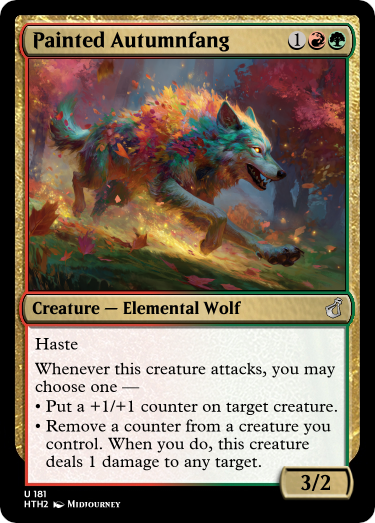 Painted Autumnfang 1
Creature — Elemental Wolf
Haste
Whenever this creature attacks, you may
choose one —
• Put a +1/+1 counter on target creature.
• Remove a counter from a creature you
control. When you do, this creature
deals 1 damage to any target.
3/2
U 181
HTH2 Midjourney